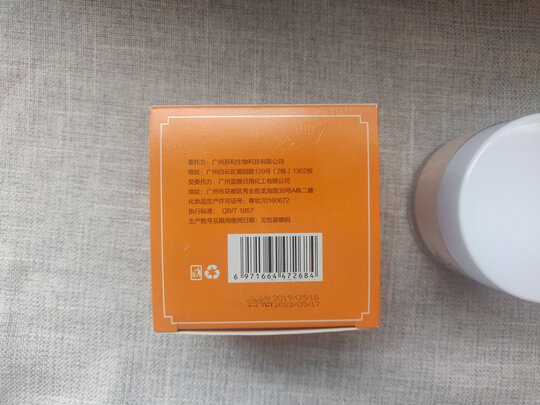 委托方：广州苏和生物科技有限公司
地址：广州白云区黄园路129号（2栋）1302房
受委托方：广州蓝雅日用化工有限公司
地址：广州市花都区秀全街龙海路39号A栋二楼
化妆品生产许可证号：粤妆20160672
执行标准： QB/T 1857
生产批号及限用使用日期：见包装喷码
6 971664 472684
合格 2019/05/18
2022/05/17